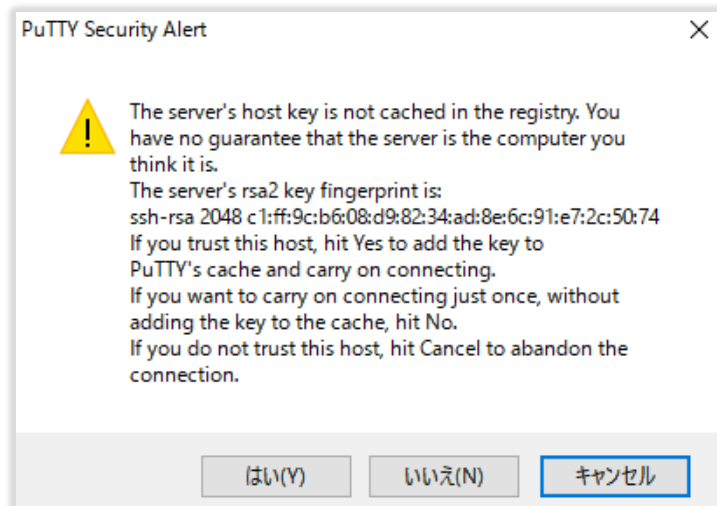 PuTTY Security Alert
The server's host key is not cached in the registry. You
have no guarantee that the server is the computer you
think it is.
The server's rsa2 key fingerprint is:
ssh-rsa 2048 c1:ff:9c:b6:08:d9:82:34:ad:8e:6c:91:e7:2c:50:74
If you trust this host, hit Yes to add the key to
PuTTY's cache and carry on connecting.
If you want to carry on connecting just once, without
adding the key to the cache, hit No.
If you do not trust this host, hit Cancel to abandon the
connection.
はい(Y) いいえ(N) キャンセル